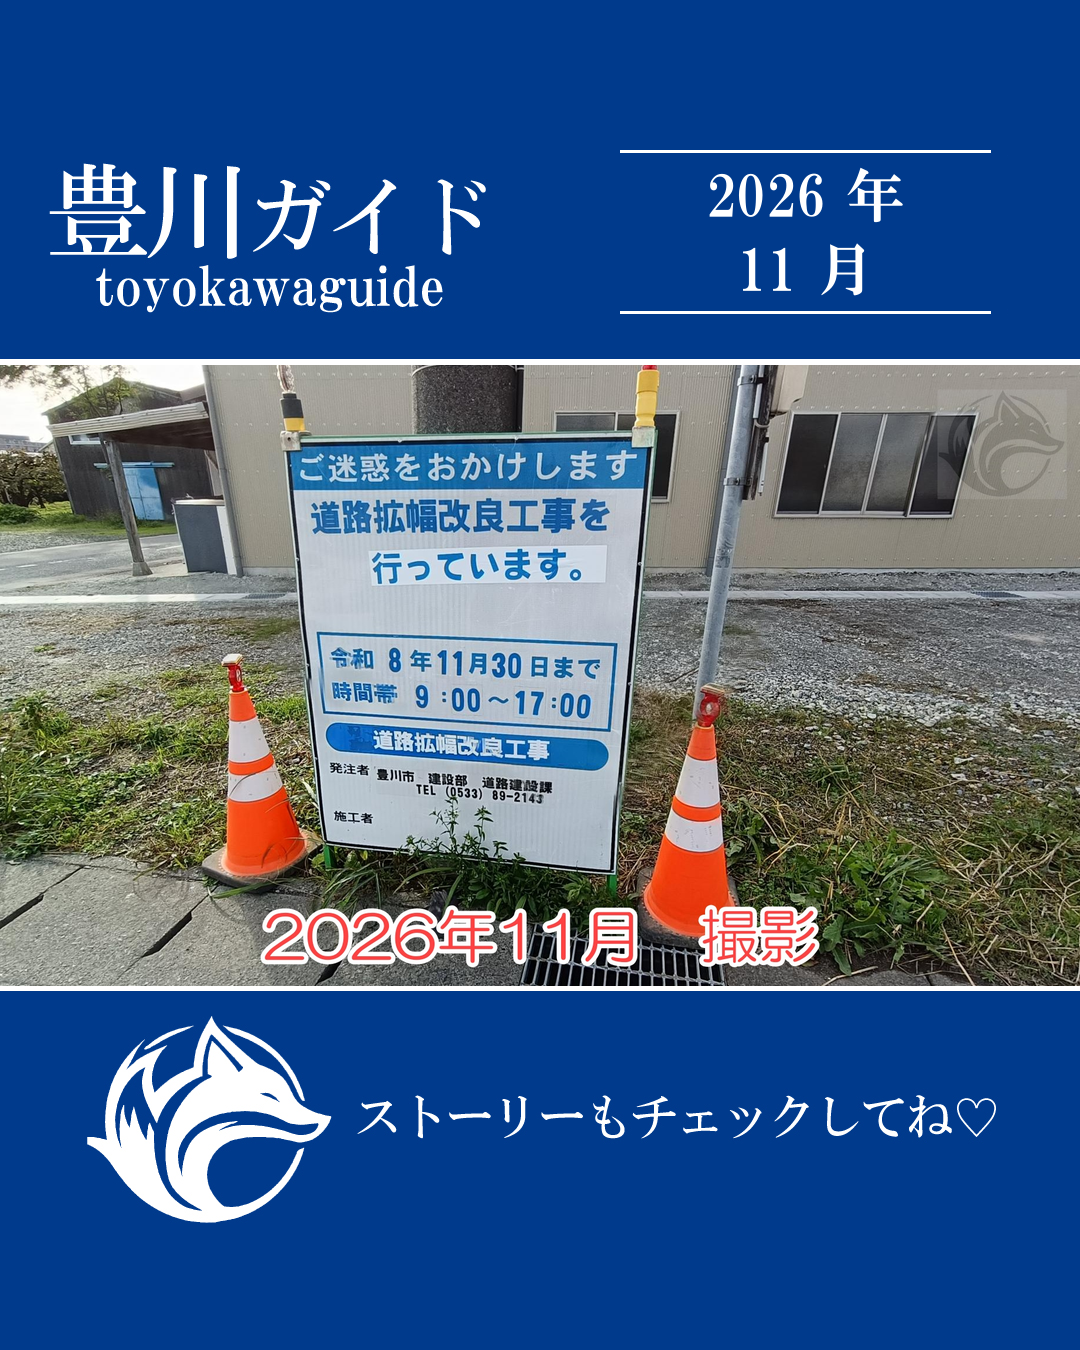 豊川ガイド
toyokawaguide
2026 年
11 月
ご迷惑をおかけします
道路拡幅改良工事を
行っています。
令和 8 年 11月30日まで
時間帯 9:00～17:00
道路拡幅改良工事
発注者 豊川市 建設部 道路建設課
TEL (0533) 89-2143
施工者
2026年11月 撮影
ストーリーもチェックしてね♡